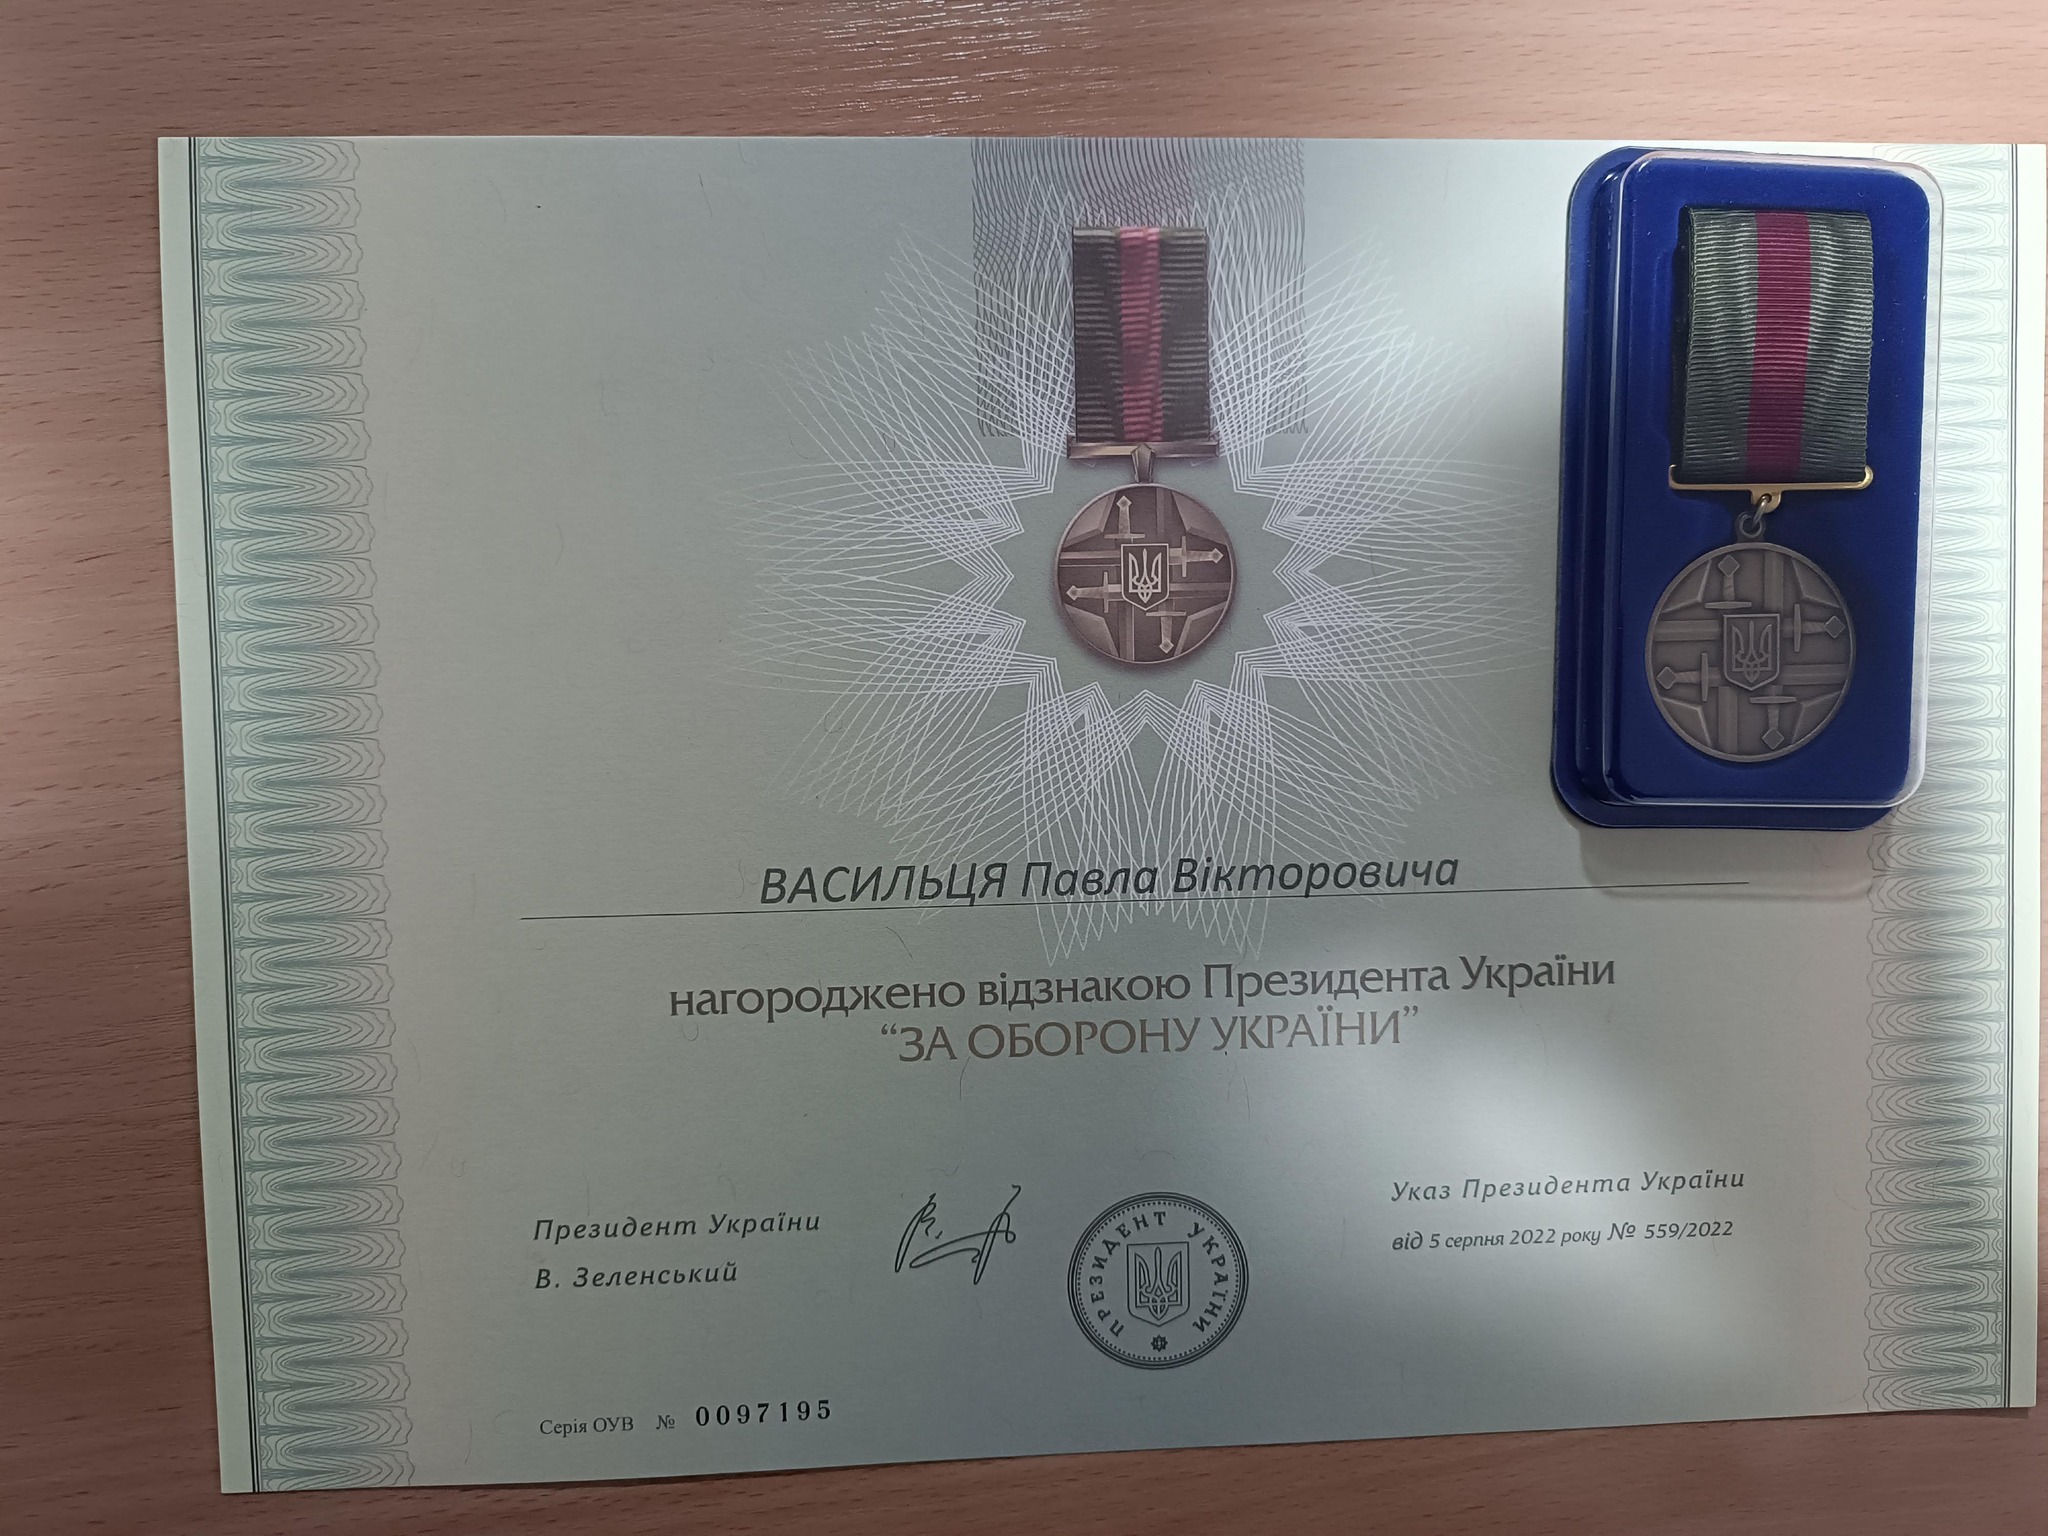 ВАСИЛЬЦЯ Павла Вікторовича
нагороджено відзнакою Президента України
“ЗА ОБОРОНУ УКРАЇНИ”
Президент України
В. Зеленський
ПРЕЗИДЕНТ УКРАЇНИ
Указ Президента України
від 5 серпня 2022 року № 559/2022
Серія ОУВ № 0097195